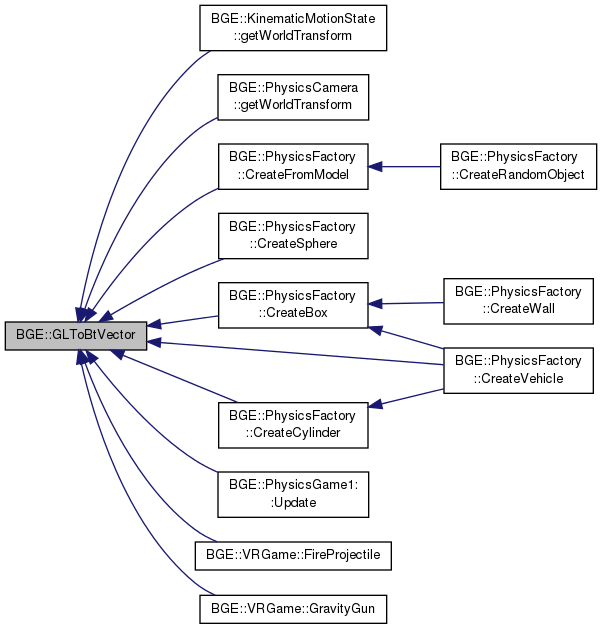 BGE::KinematicMotionState
::getWorldTransform
BGE::PhysicsCamera
::getWorldTransform
BGE::PhysicsFactory
::CreateFromModel
BGE::PhysicsFactory
::CreateRandomObject
BGE::PhysicsFactory
::CreateSphere
BGE::PhysicsFactory
::CreateBox
BGE::PhysicsFactory
::CreateWall
BGE::GLToBtVector
BGE::PhysicsFactory
::CreateVehicle
BGE::PhysicsFactory
::CreateCylinder
BGE::PhysicsGame1:
:Update
BGE::VRGame::FireProjectile
BGE::VRGame::GravityGun